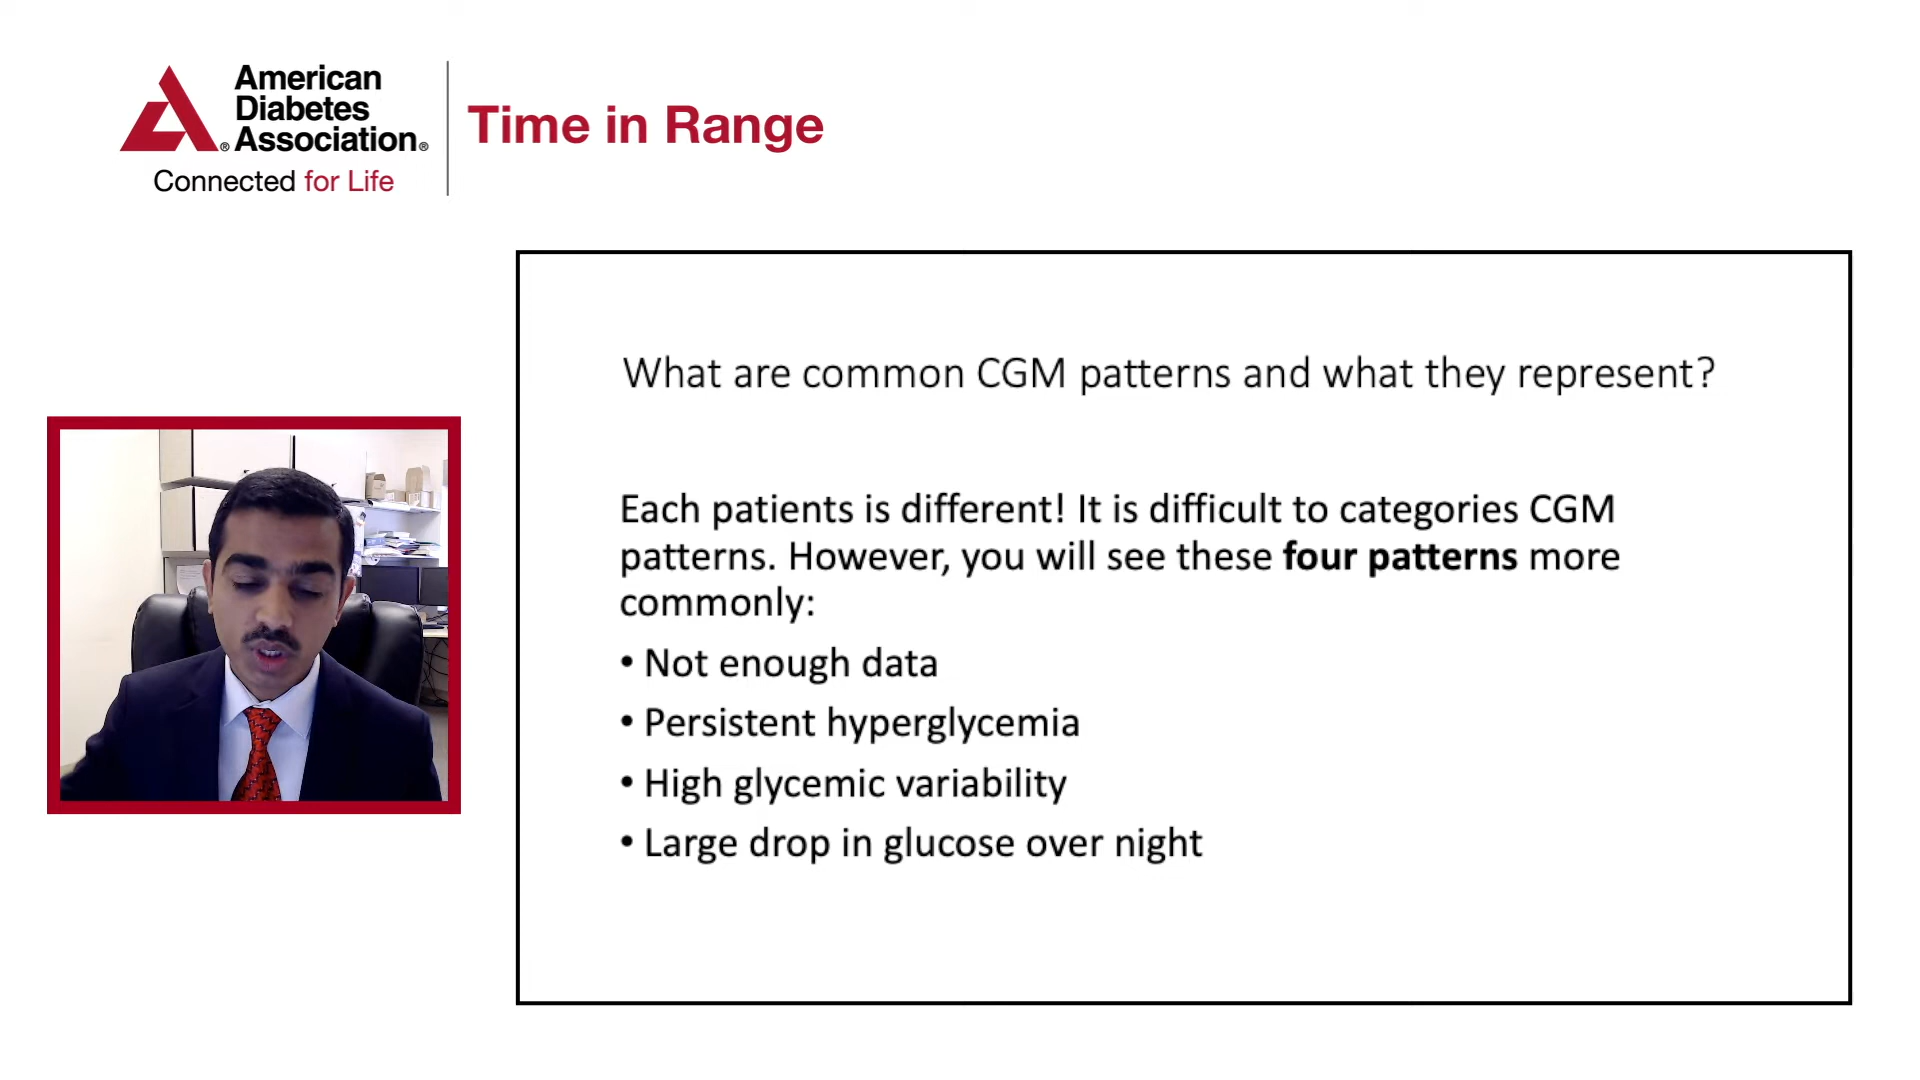 American
Diabetes
Association®
Connected for Life
Time in Range
What are common CGM patterns and what they represent?
Each patients is different! It is difficult to categories CGM
patterns. However, you will see these four patterns more
commonly:
• Not enough data
• Persistent hyperglycemia
• High glycemic variability
• Large drop in glucose over night